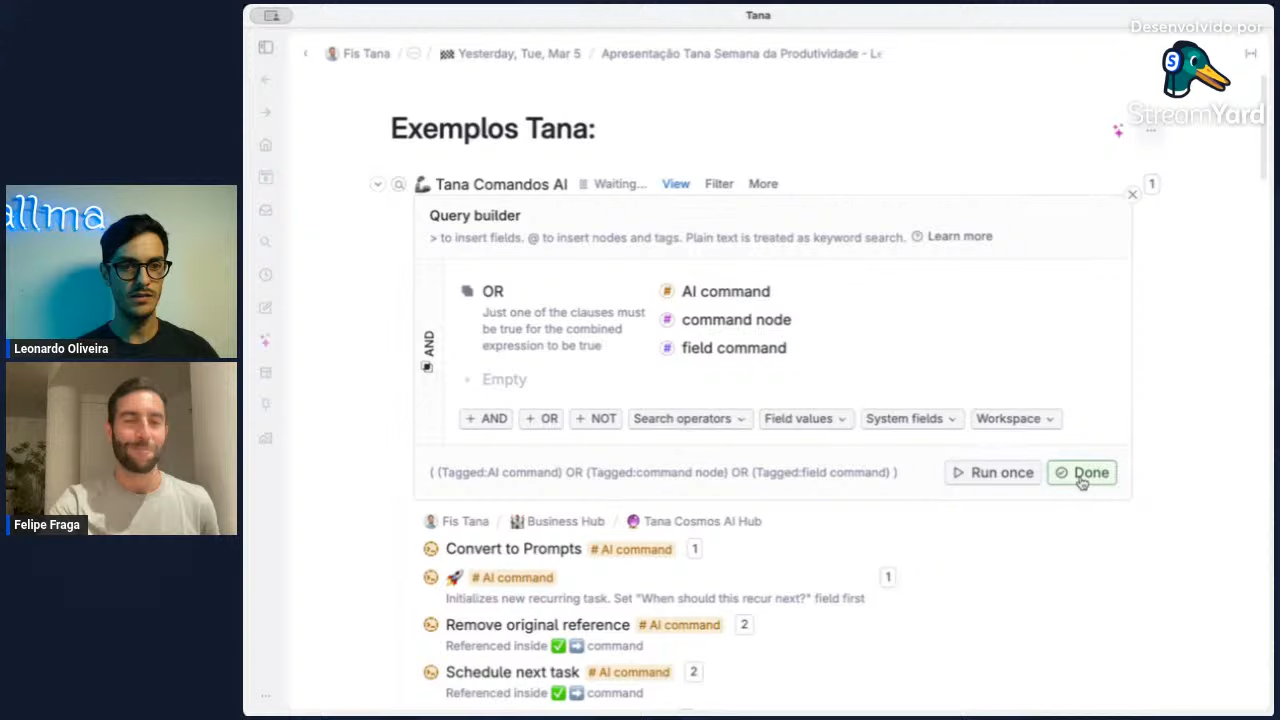 Tana
Desenvolvido por
StreamYard
Fis Tana / / Yesterday, Tue, Mar 5 / Apresentação Tana Semana da Produtividade - Le
Exemplos Tana:
Tana Comandos AI Waiting... View Filter More 1
Query builder
> to insert fields. @ to insert nodes and tags. Plain text is treated as keyword search. Learn more
AND
OR
Just one of the clauses must
be true for the combined
expression to be true
# AI command
# command node
# field command
Empty
+ AND + OR + NOT Search operators Field values System fields Workspace
( (Tagged:AI command) OR (Tagged:command node) OR (Tagged:field command) )
Run once Done
Fis Tana / Business Hub / Tana Cosmos AI Hub
Convert to Prompts # AI command 1
# AI command 1
Initializes new recurring task. Set "When should this recur next?" field first
Remove original reference # AI command 2
Referenced inside ✅ ➡️ command
Schedule next task # AI command 2
Referenced inside ✅ ➡️ command
allma
Leonardo Oliveira
Felipe Fraga